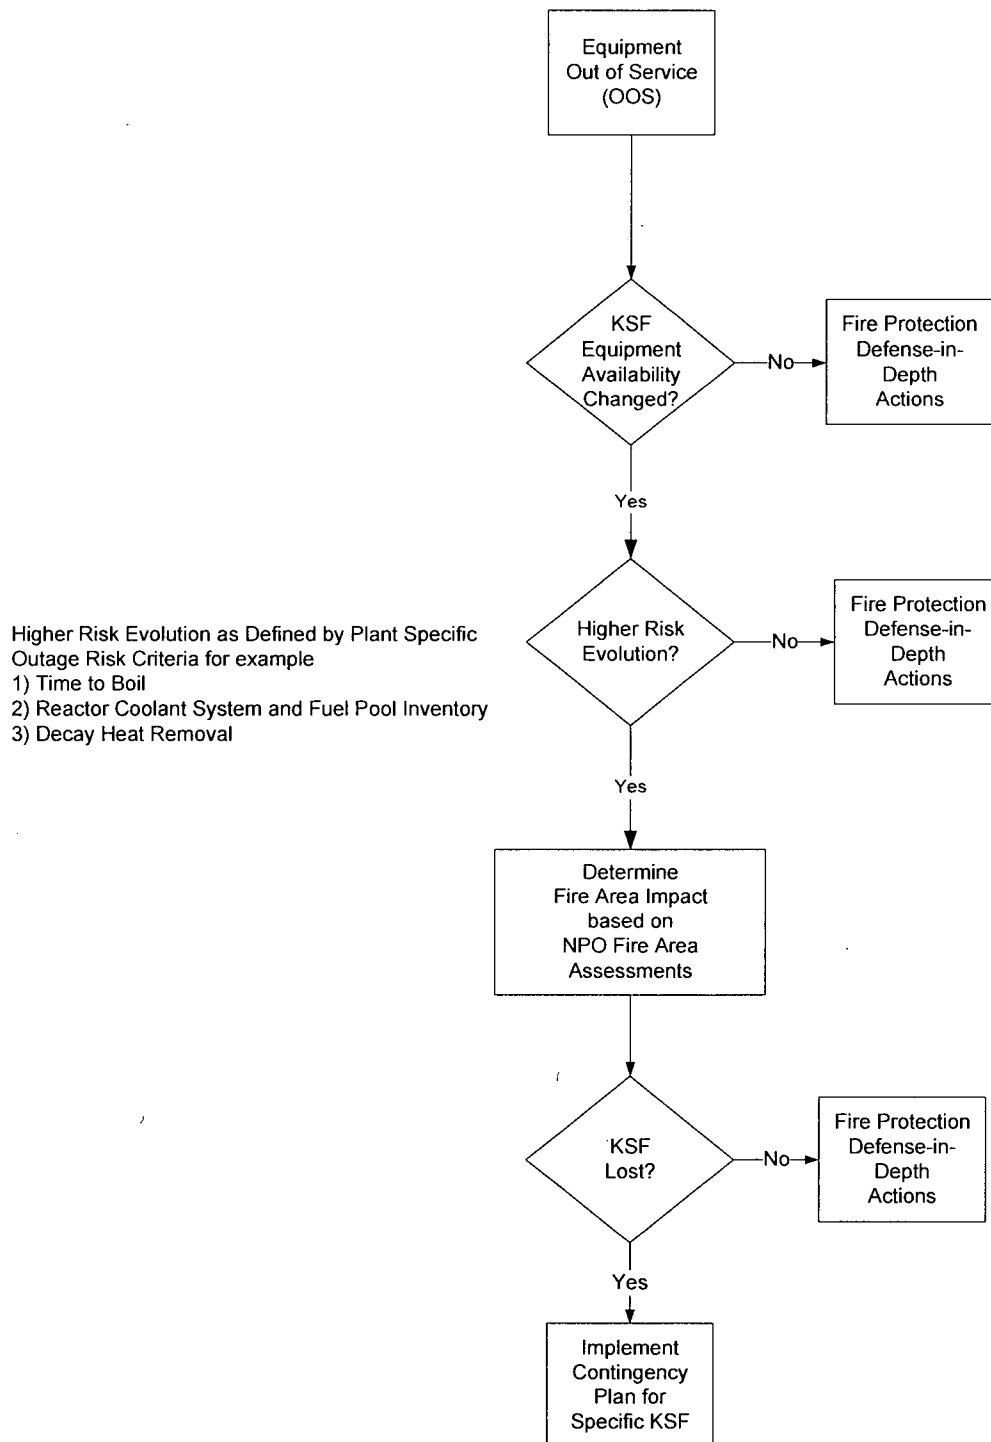 Equipment
Out of Service
(OOS)
KSF
Equipment
Availability
Changed?
No
Fire Protection
Defense-in-
Depth
Actions
Yes
Higher Risk
Evolution?
No
Fire Protection
Defense-in-
Depth
Actions
Higher Risk Evolution as Defined by Plant Specific
Outage Risk Criteria for example
1) Time to Boil
2) Reactor Coolant System and Fuel Pool Inventory
3) Decay Heat Removal
Yes
Determine
Fire Area Impact
based on
NPO Fire Area
Assessments
KSF
Lost?
No
Fire Protection
Defense-in-
Depth
Actions
Yes
Implement
Contingency
Plan for
Specific KSF